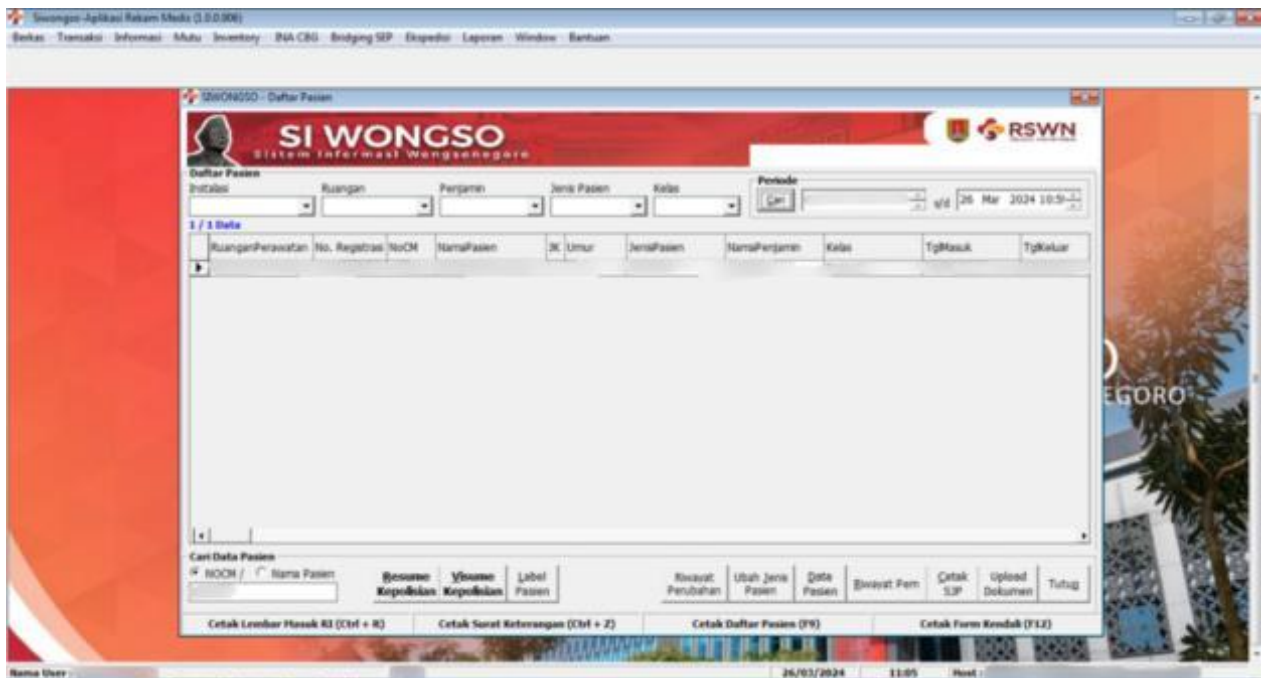 Siwongso-Aplikasi Rekam Medis (1.0.0.006)
Berkas Transaksi Informasi Mutu Inventory INA CBG Bridging SEP Ekspedisi Laporan Window Bantuan
SIWONGSO - Daftar Pasien
SI WONGSO
Sistem Informasi Wongsonegoro
RSWN
Daftar Pasien
Instalasi Ruangan Penjamin Jenis Pasien Kelas Periode
Cari s/d 26 Mar 2024 10:5
1 / 1 Data
RuanganPerawatan No. Registrasi NoCM NamaPasien JK Umur JenisPasien NamaPenjamin Kelas TglMasuk TglKeluar
O
EGORO
Cari Data Pasien
NOCM / Nama Pasien
Resume Kepolisian Visume Kepolisian Label Pasien Riwayat Perubahan Ubah Jenis Pasien Data Pasien Riwayat Pem Cetak SJP Upload Dokumen Tutup
Cetak Lembar Masuk RI (Ctrl + R) Cetak Surat Keterangan (Ctrl + Z) Cetak Daftar Pasien (F9) Cetak Form Kendali (F12)
Nama User : 26/03/2024 11:05 Host :